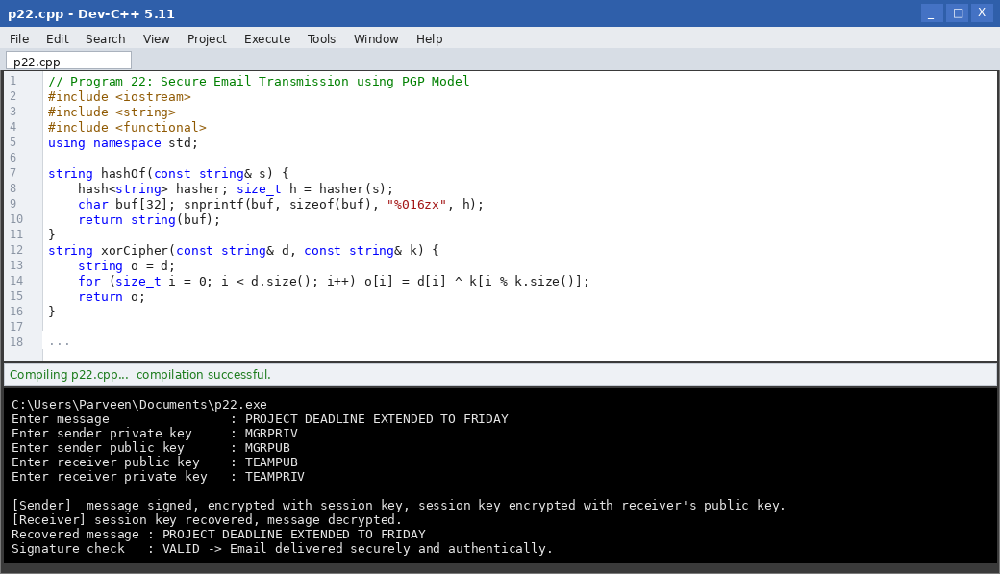 p22.cpp - Dev-C++ 5.11
_ □ X
File Edit Search View Project Execute Tools Window Help
p22.cpp
1 // Program 22: Secure Email Transmission using PGP Model
2 #include <iostream>
3 #include <string>
4 #include <functional>
5 using namespace std;
6
7 string hashOf(const string& s) {
8     hash<string> hasher; size_t h = hasher(s);
9     char buf[32]; snprintf(buf, sizeof(buf), "%016zx", h);
10     return string(buf);
11 }
12 string xorCipher(const string& d, const string& k) {
13     string o = d;
14     for (size_t i = 0; i < d.size(); i++) o[i] = d[i] ^ k[i % k.size()];
15     return o;
16 }
17
18 ...
Compiling p22.cpp...  compilation successful.
C:\Users\Parveen\Documents\p22.exe
Enter message                : PROJECT DEADLINE EXTENDED TO FRIDAY
Enter sender private key     : MGRPRIV
Enter sender public key      : MGRPUB
Enter receiver public key    : TEAMPUB
Enter receiver private key   : TEAMPRIV
[Sender]  message signed, encrypted with session key, session key encrypted with receiver's public key.
[Receiver] session key recovered, message decrypted.
Recovered message : PROJECT DEADLINE EXTENDED TO FRIDAY
Signature check   : VALID -> Email delivered securely and authentically.